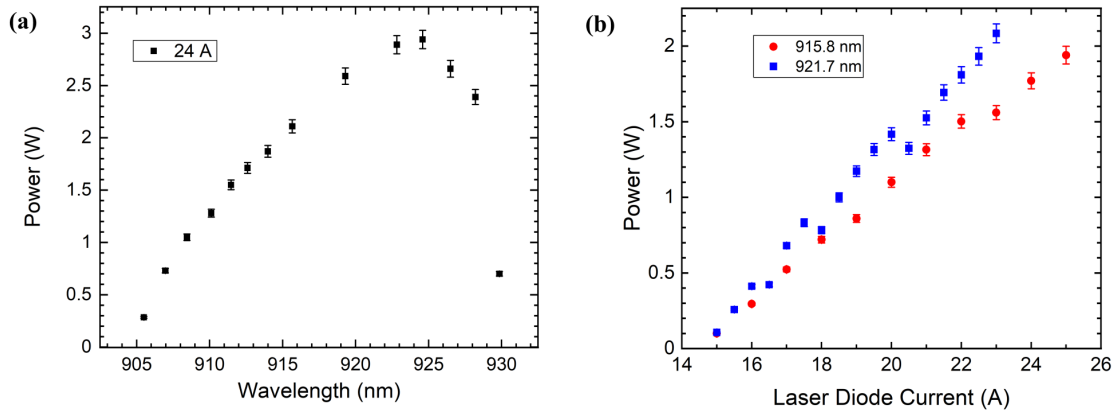 (a)
24 A
3
2.5
2
1.5
1
0.5
0
905 910 915 920 925 930
Wavelength (nm)
Power (W)
(b)
915.8 nm
921.7 nm
2
1.5
1
0.5
0
14 16 18 20 22 24 26
Laser Diode Current (A)
Power (W)